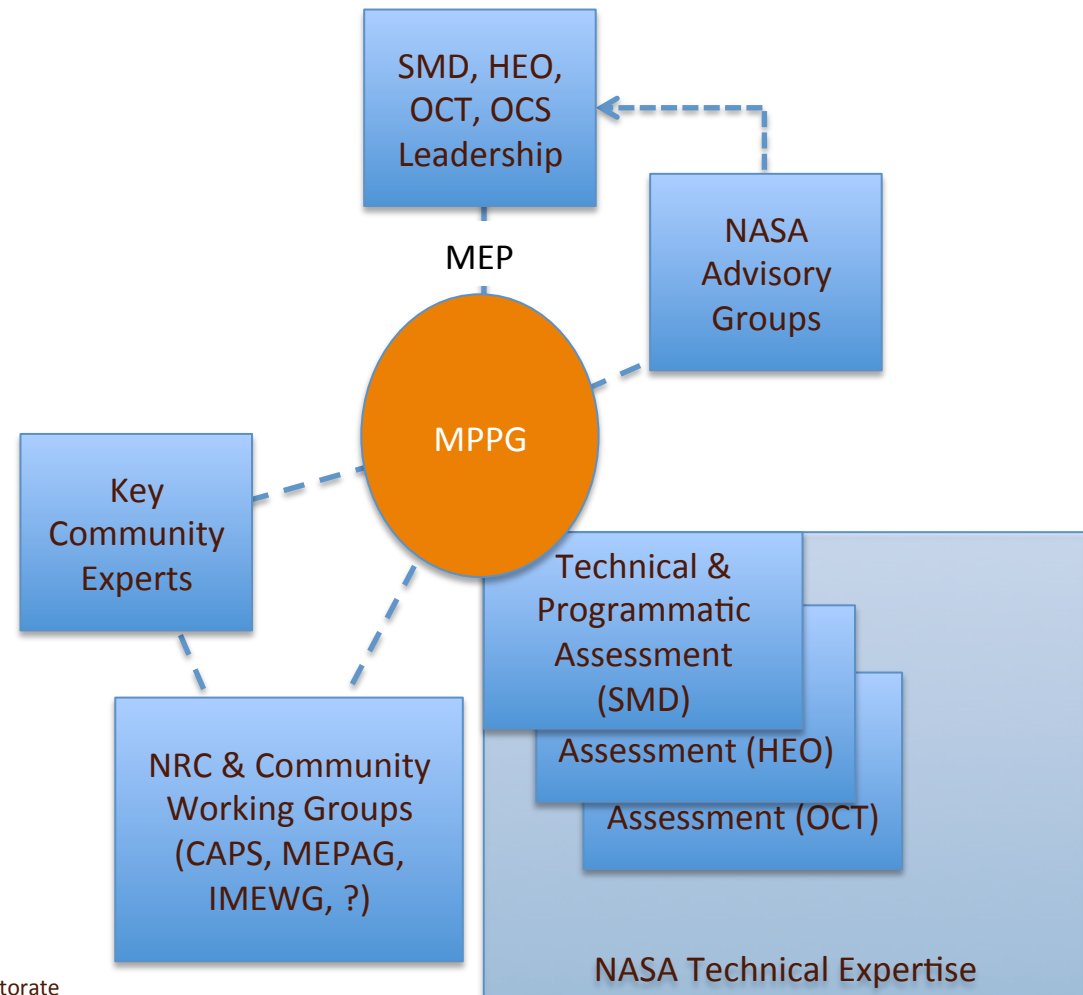 SMD, HEO,
OCT, OCS
Leadership
NASA
Advisory
Groups
MEP
MPPG
Key
Community
Experts
Technical &
Programmatic
Assessment
(SMD)
Assessment (HEO)
Assessment (OCT)
NRC & Community
Working Groups
(CAPS, MEPAG,
IMEWG, ?)
NASA Technical Expertise
torate